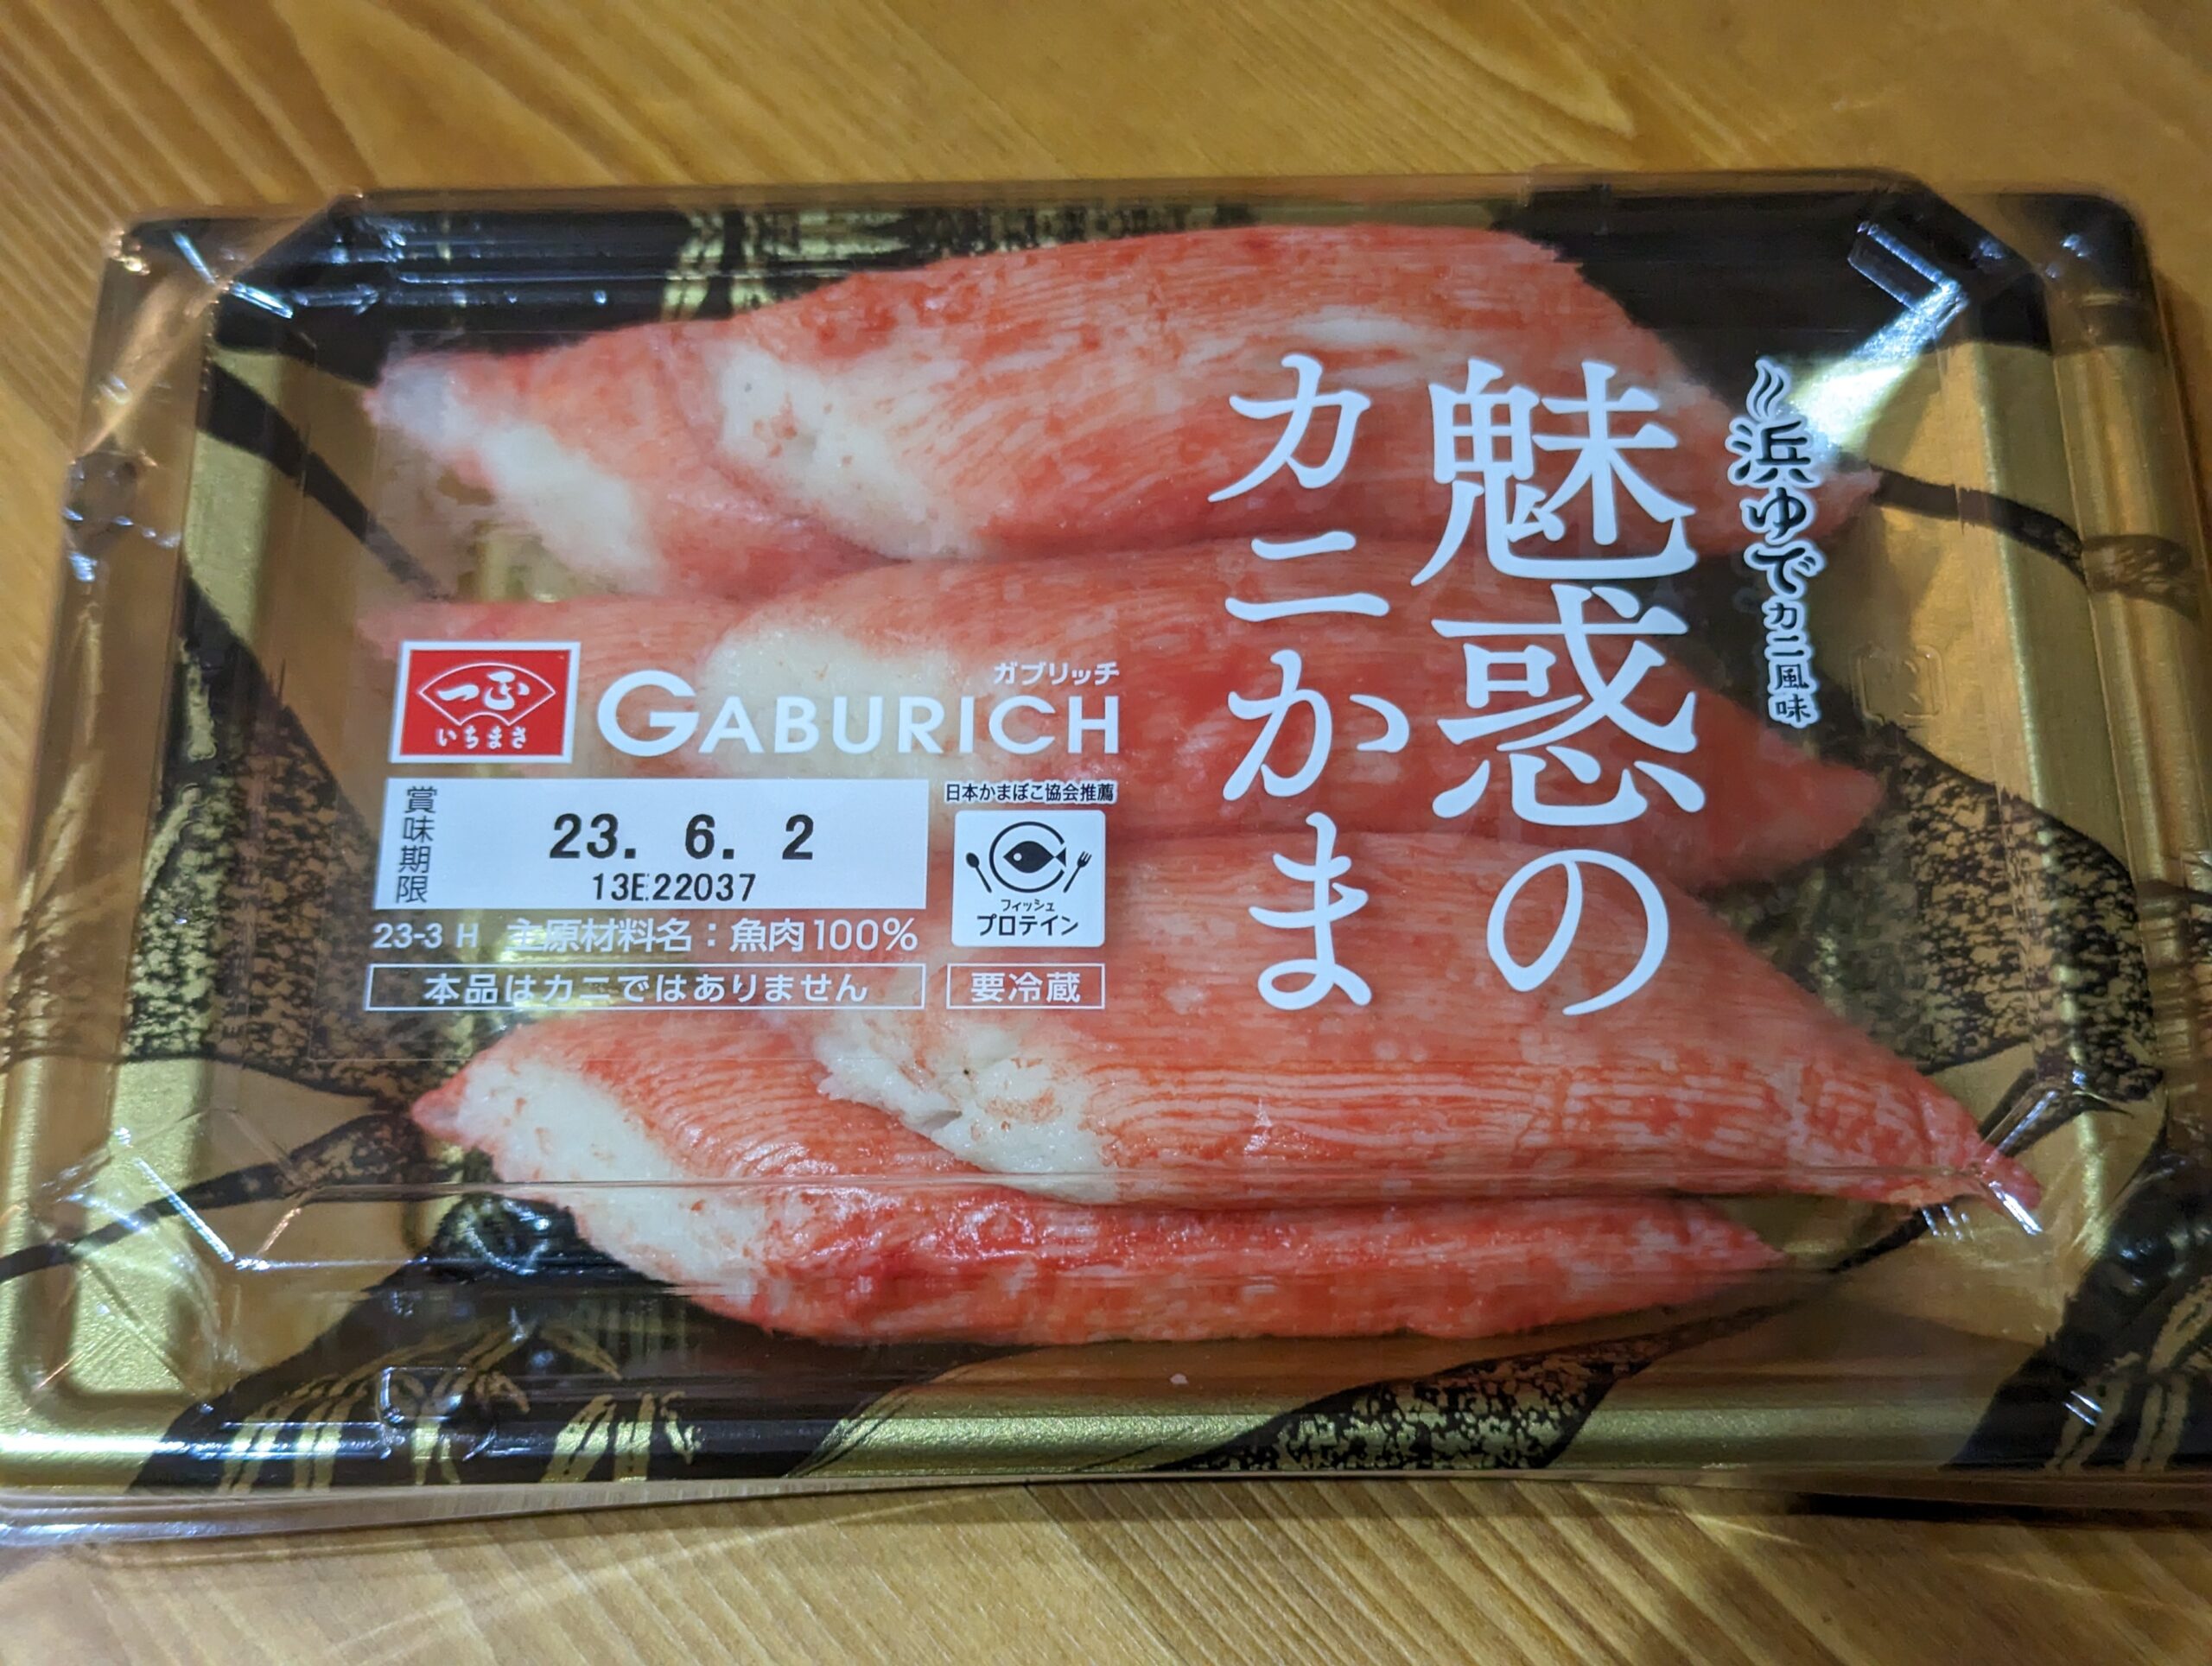 浜ゆでカニ風味
魅惑の
カニかま
一正
いちまさ
ガブリッチ
GABURICH
賞味期限
23. 6. 2
13E22037
日本かまぼこ協会推薦
フィッシュ
プロテイン
23-3 H 主原材料名：魚肉100%
本品はカニではありません
要冷蔵